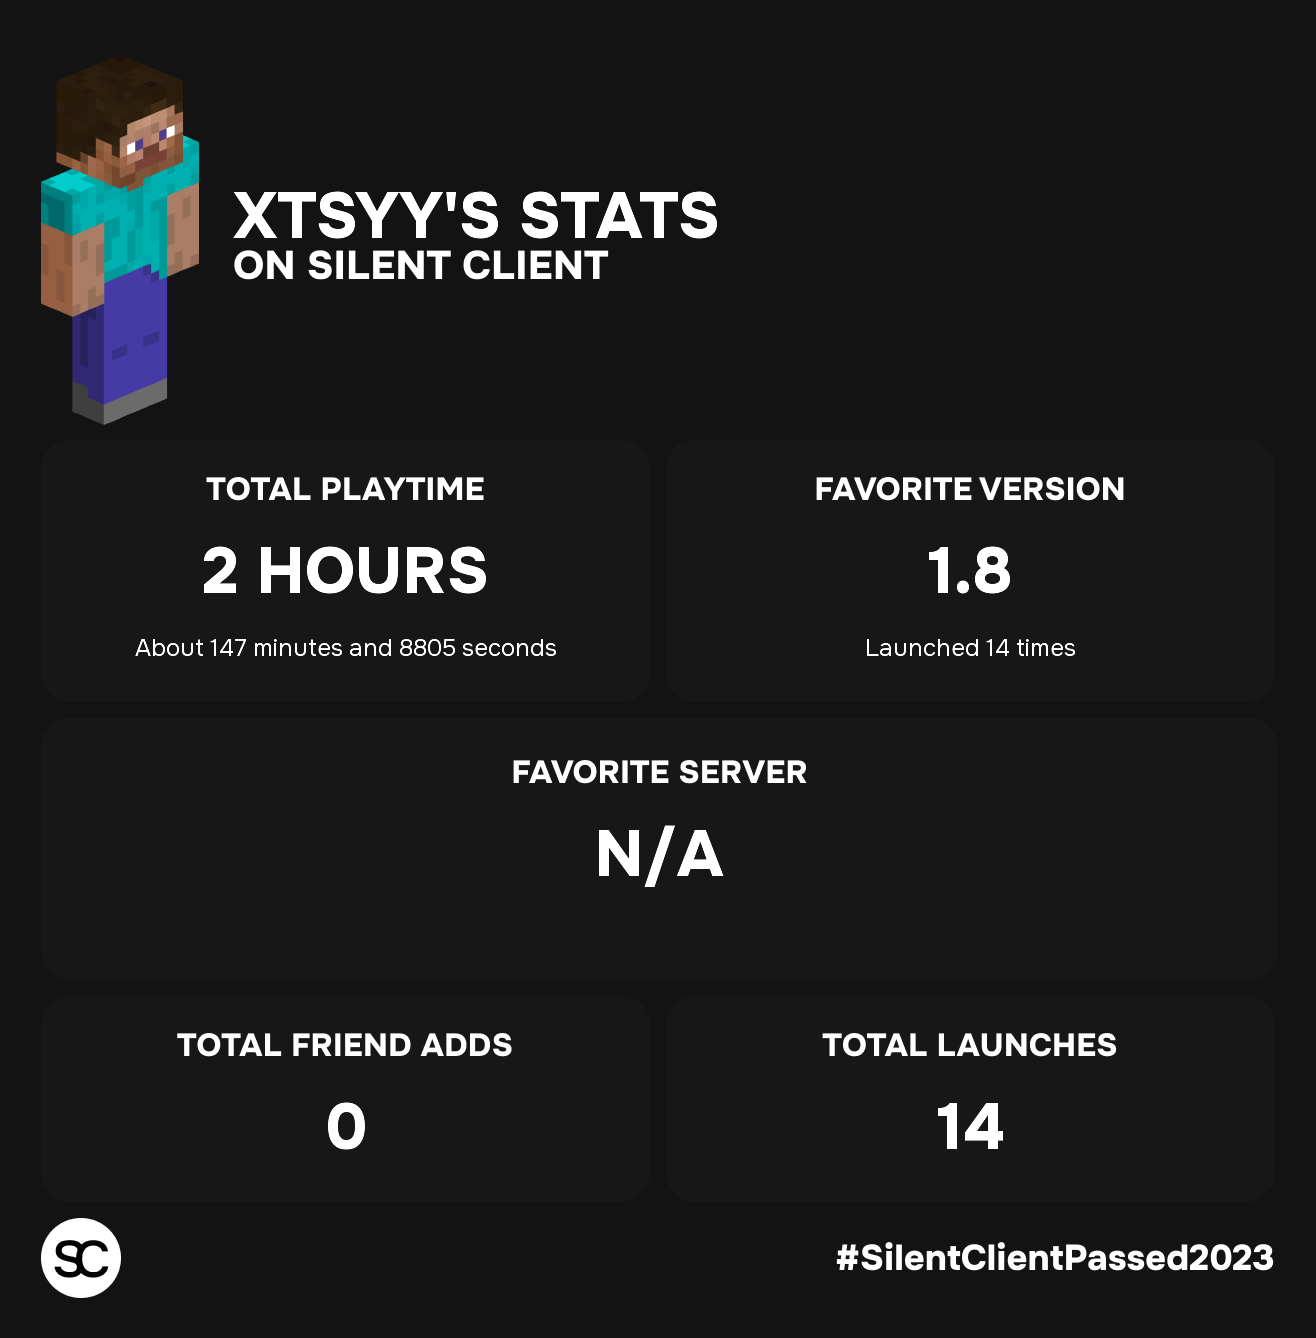 XTSYY'S STATS
ON SILENT CLIENT
TOTAL PLAYTIME
2 HOURS
About 147 minutes and 8805 seconds
FAVORITE VERSION
1.8
Launched 14 times
FAVORITE SERVER
N/A
TOTAL FRIEND ADDS
0
TOTAL LAUNCHES
14
SC
#SilentClientPassed2023